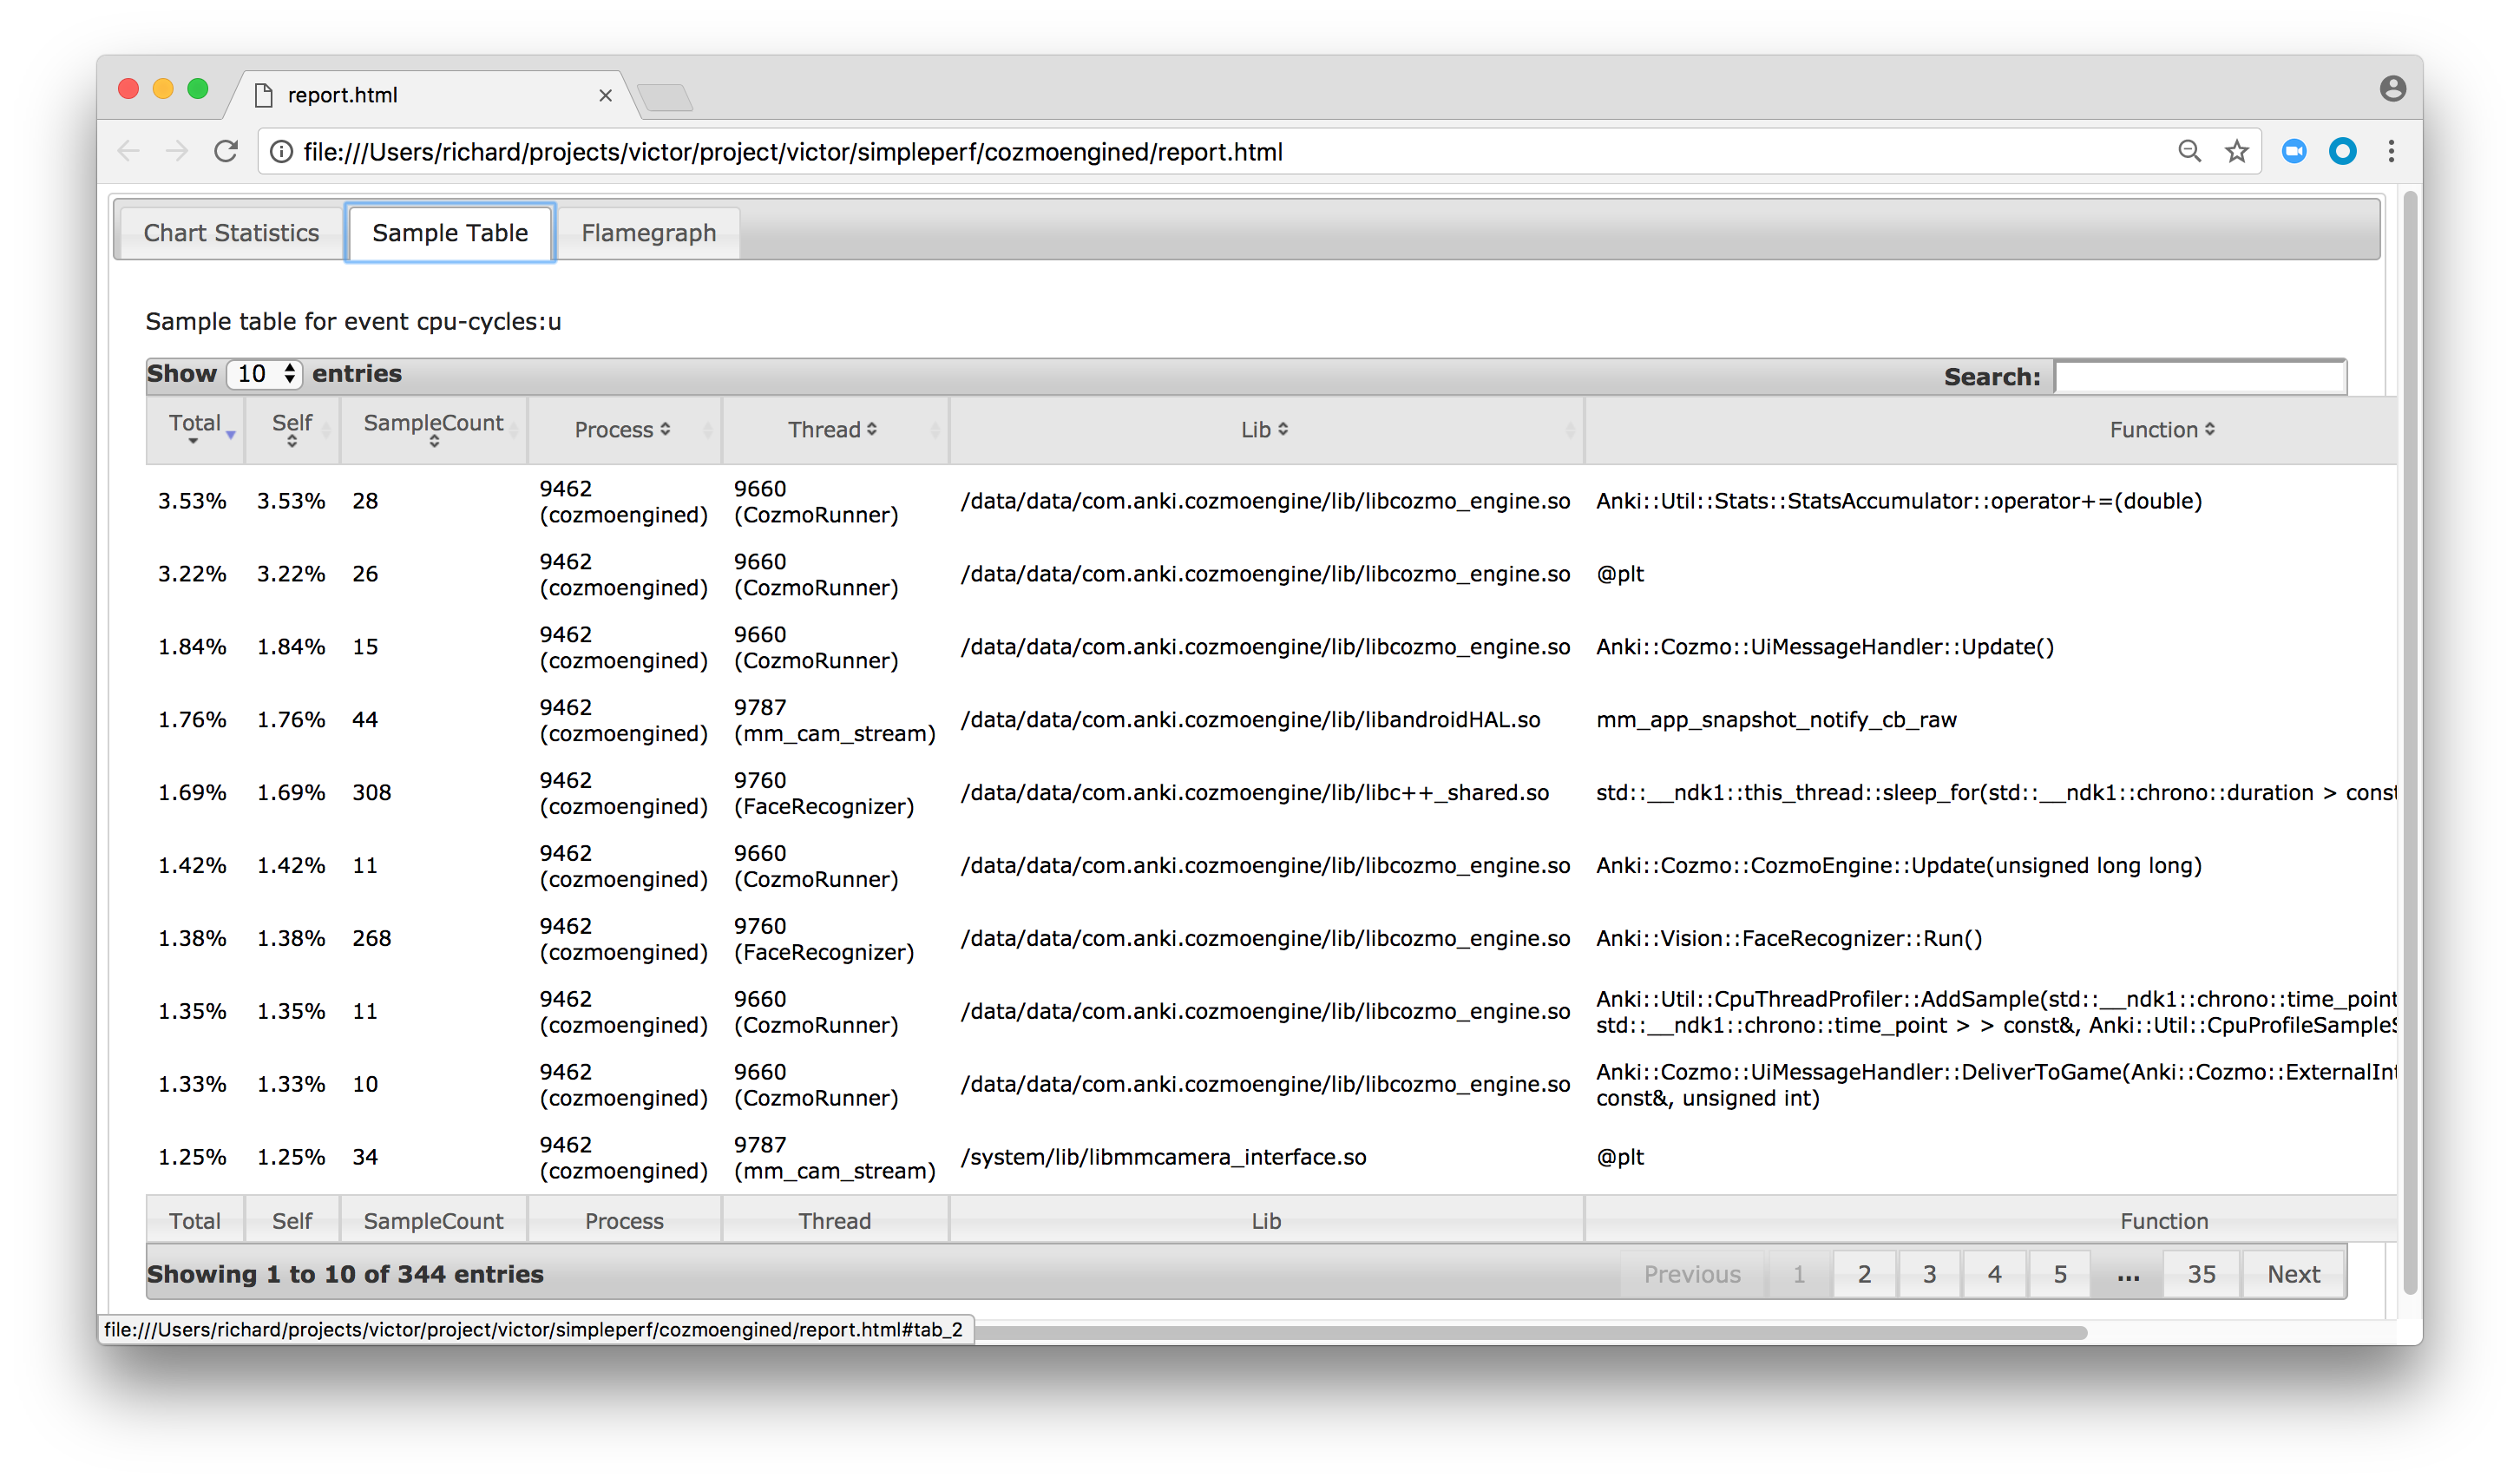 report.html
file:///Users/richard/projects/victor/project/victor/simpleperf/cozmoengined/report.html
Chart Statistics Sample Table Flamegraph
Sample table for event cpu-cycles:u
Show 10 entries Search:
Total Self SampleCount Process Thread Lib Function
3.53% 3.53% 28 9462 (cozmoengined) 9660 (CozmoRunner) /data/data/com.anki.cozmoengine/lib/libcozmo_engine.so Anki::Util::Stats::StatsAccumulator::operator+=(double)
3.22% 3.22% 26 9462 (cozmoengined) 9660 (CozmoRunner) /data/data/com.anki.cozmoengine/lib/libcozmo_engine.so @plt
1.84% 1.84% 15 9462 (cozmoengined) 9660 (CozmoRunner) /data/data/com.anki.cozmoengine/lib/libcozmo_engine.so Anki::Cozmo::UiMessageHandler::Update()
1.76% 1.76% 44 9462 (cozmoengined) 9787 (mm_cam_stream) /data/data/com.anki.cozmoengine/lib/libandroidHAL.so mm_app_snapshot_notify_cb_raw
1.69% 1.69% 308 9462 (cozmoengined) 9760 (FaceRecognizer) /data/data/com.anki.cozmoengine/lib/libc++_shared.so std::__ndk1::this_thread::sleep_for(std::__ndk1::chrono::duration > const
1.42% 1.42% 11 9462 (cozmoengined) 9660 (CozmoRunner) /data/data/com.anki.cozmoengine/lib/libcozmo_engine.so Anki::Cozmo::CozmoEngine::Update(unsigned long long)
1.38% 1.38% 268 9462 (cozmoengined) 9760 (FaceRecognizer) /data/data/com.anki.cozmoengine/lib/libcozmo_engine.so Anki::Vision::FaceRecognizer::Run()
1.35% 1.35% 11 9462 (cozmoengined) 9660 (CozmoRunner) /data/data/com.anki.cozmoengine/lib/libcozmo_engine.so Anki::Util::CpuThreadProfiler::AddSample(std::__ndk1::chrono::time_point
std::__ndk1::chrono::time_point > > const&, Anki::Util::CpuProfileSampleS
1.33% 1.33% 10 9462 (cozmoengined) 9660 (CozmoRunner) /data/data/com.anki.cozmoengine/lib/libcozmo_engine.so Anki::Cozmo::UiMessageHandler::DeliverToGame(Anki::Cozmo::ExternalInt
const&, unsigned int)
1.25% 1.25% 34 9462 (cozmoengined) 9787 (mm_cam_stream) /system/lib/libmmcamera_interface.so @plt
Total Self SampleCount Process Thread Lib Function
Showing 1 to 10 of 344 entries Previous 1 2 3 4 5 ... 35 Next
file:///Users/richard/projects/victor/project/victor/simpleperf/cozmoengined/report.html#tab_2